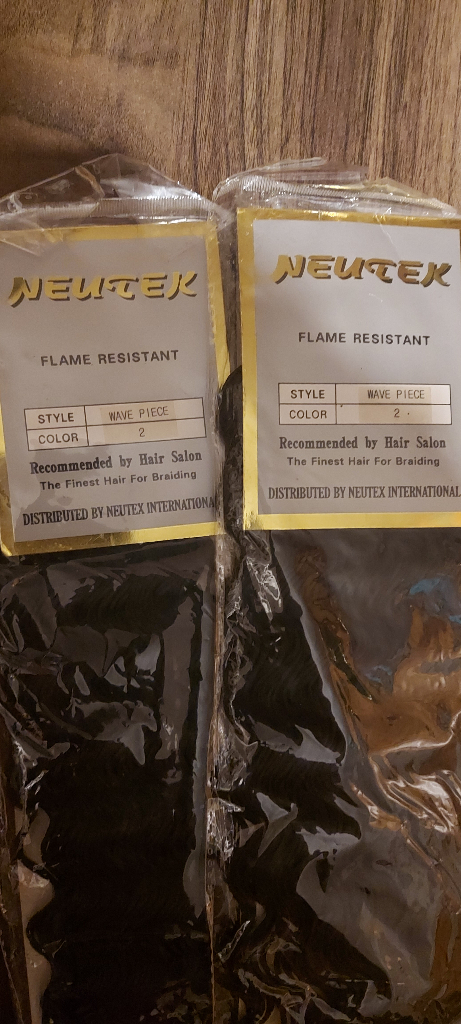 NEUTEK
FLAME RESISTANT
STYLE WAVE PIECE
COLOR 2
Recommended by Hair Salon
The Finest Hair For Braiding
DISTRIBUTED BY NEUTEX INTERNATIONA
NEUTEK
FLAME RESISTANT
STYLE WAVE PIECE
COLOR 2
Recommended by Hair Salon
The Finest Hair For Braiding
DISTRIBUTED BY NEUTEX INTERNATIONAL